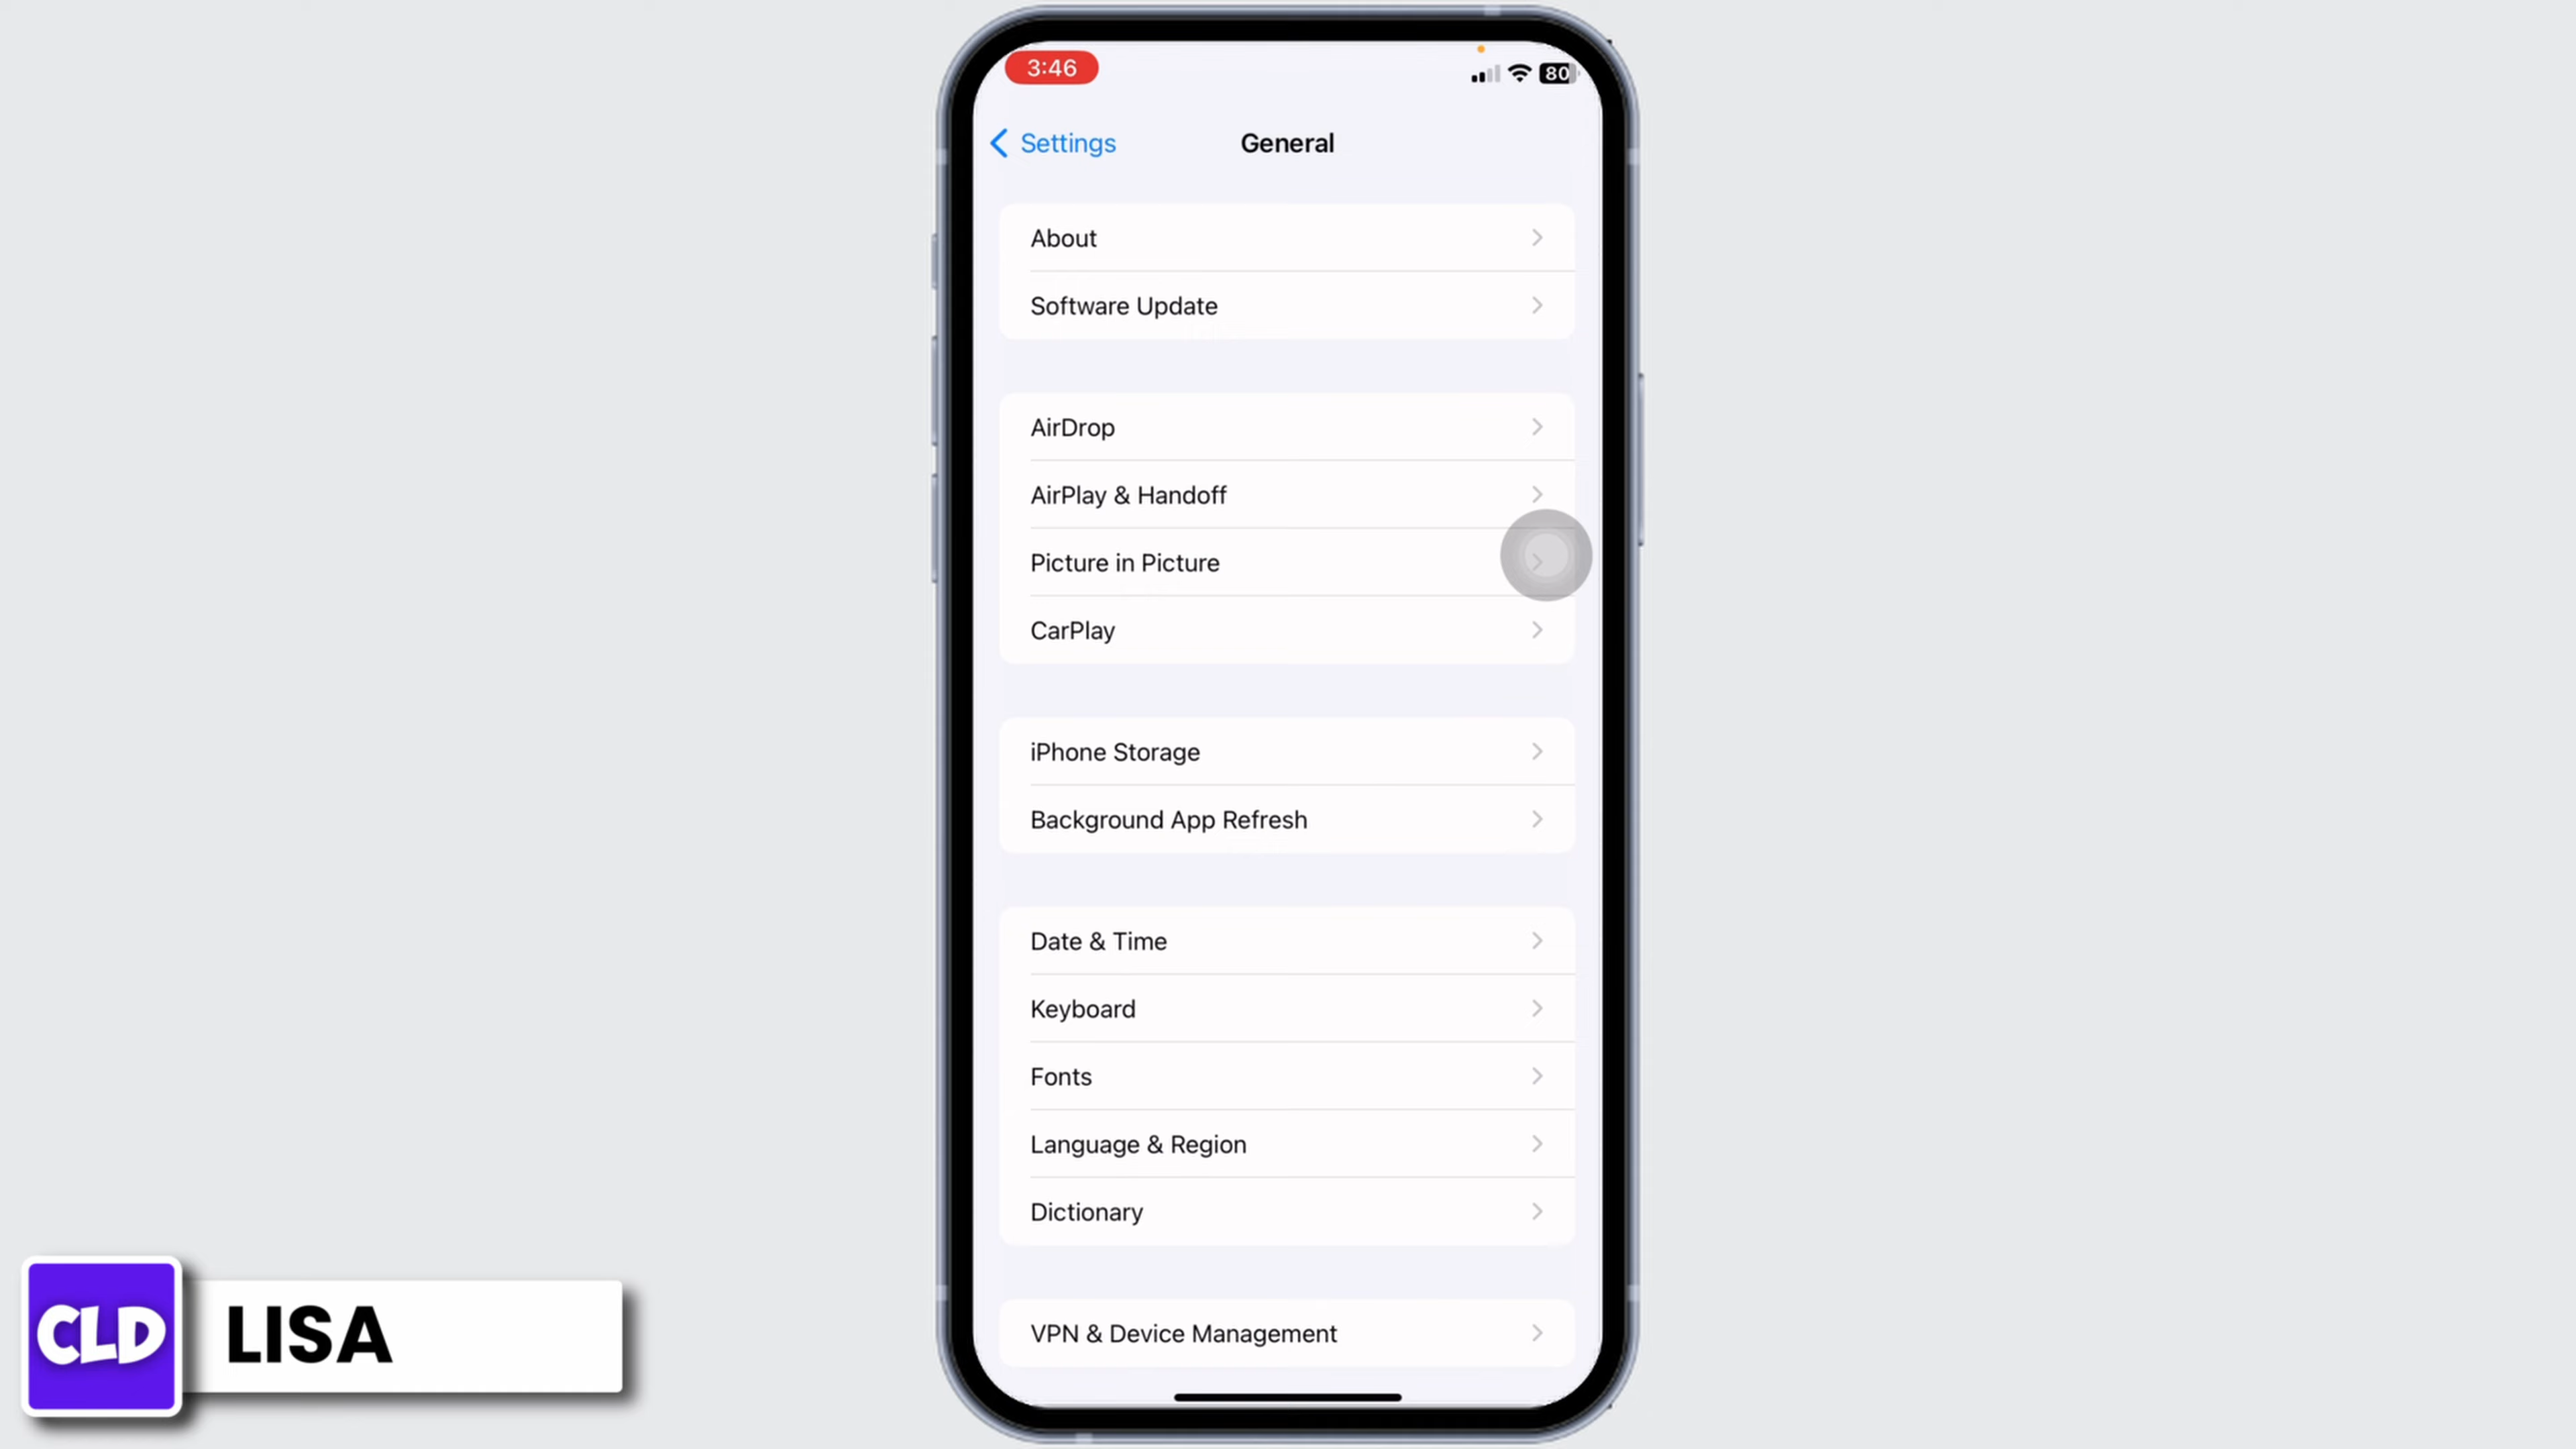 3:46
80
Settings
General
About
Software Update
AirDrop
AirPlay & Handoff
Picture in Picture
CarPlay
iPhone Storage
Background App Refresh
Date & Time
Keyboard
Fonts
Language & Region
Dictionary
VPN & Device Management
CLD
LISA